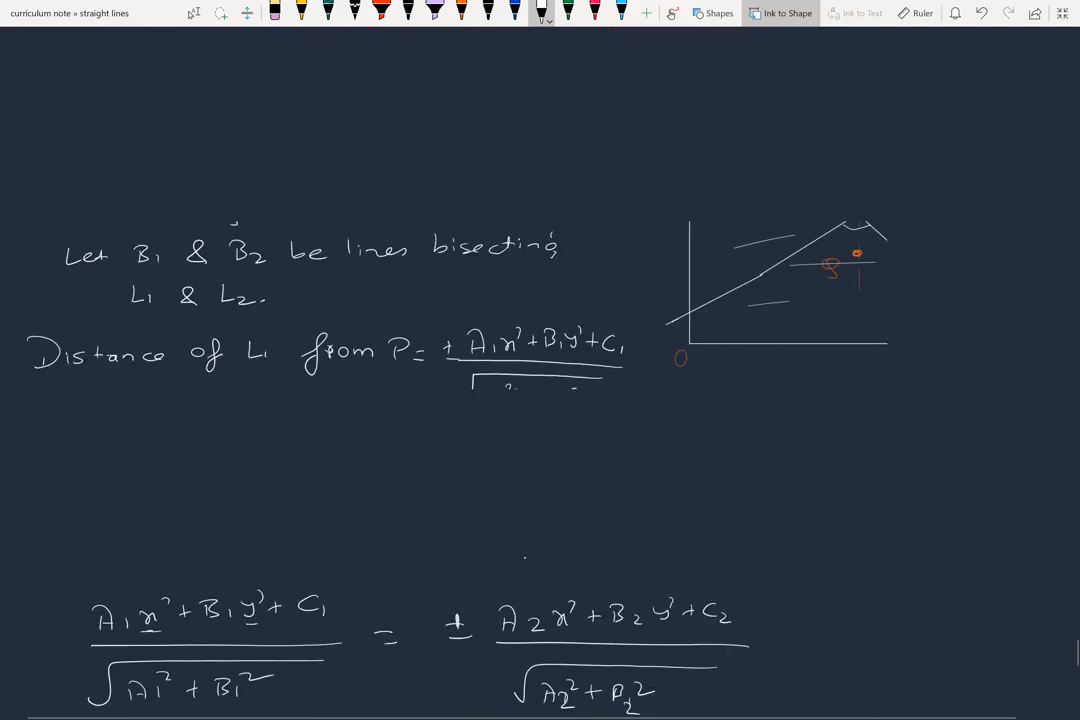 curriculum note » straight lines
Shapes
Ink to Shape
Ink to Text
Ruler
Let B₁ & B₂ be lines bisecting
L₁ & L₂.
Distance of L₁ from P = ± A₁x' + B₁y' + C₁
O
A₁x' + B₁y' + C₁ = ± A₂x' + B₂y' + C₂
√A₁² + B₁² √A₂² + B₂²